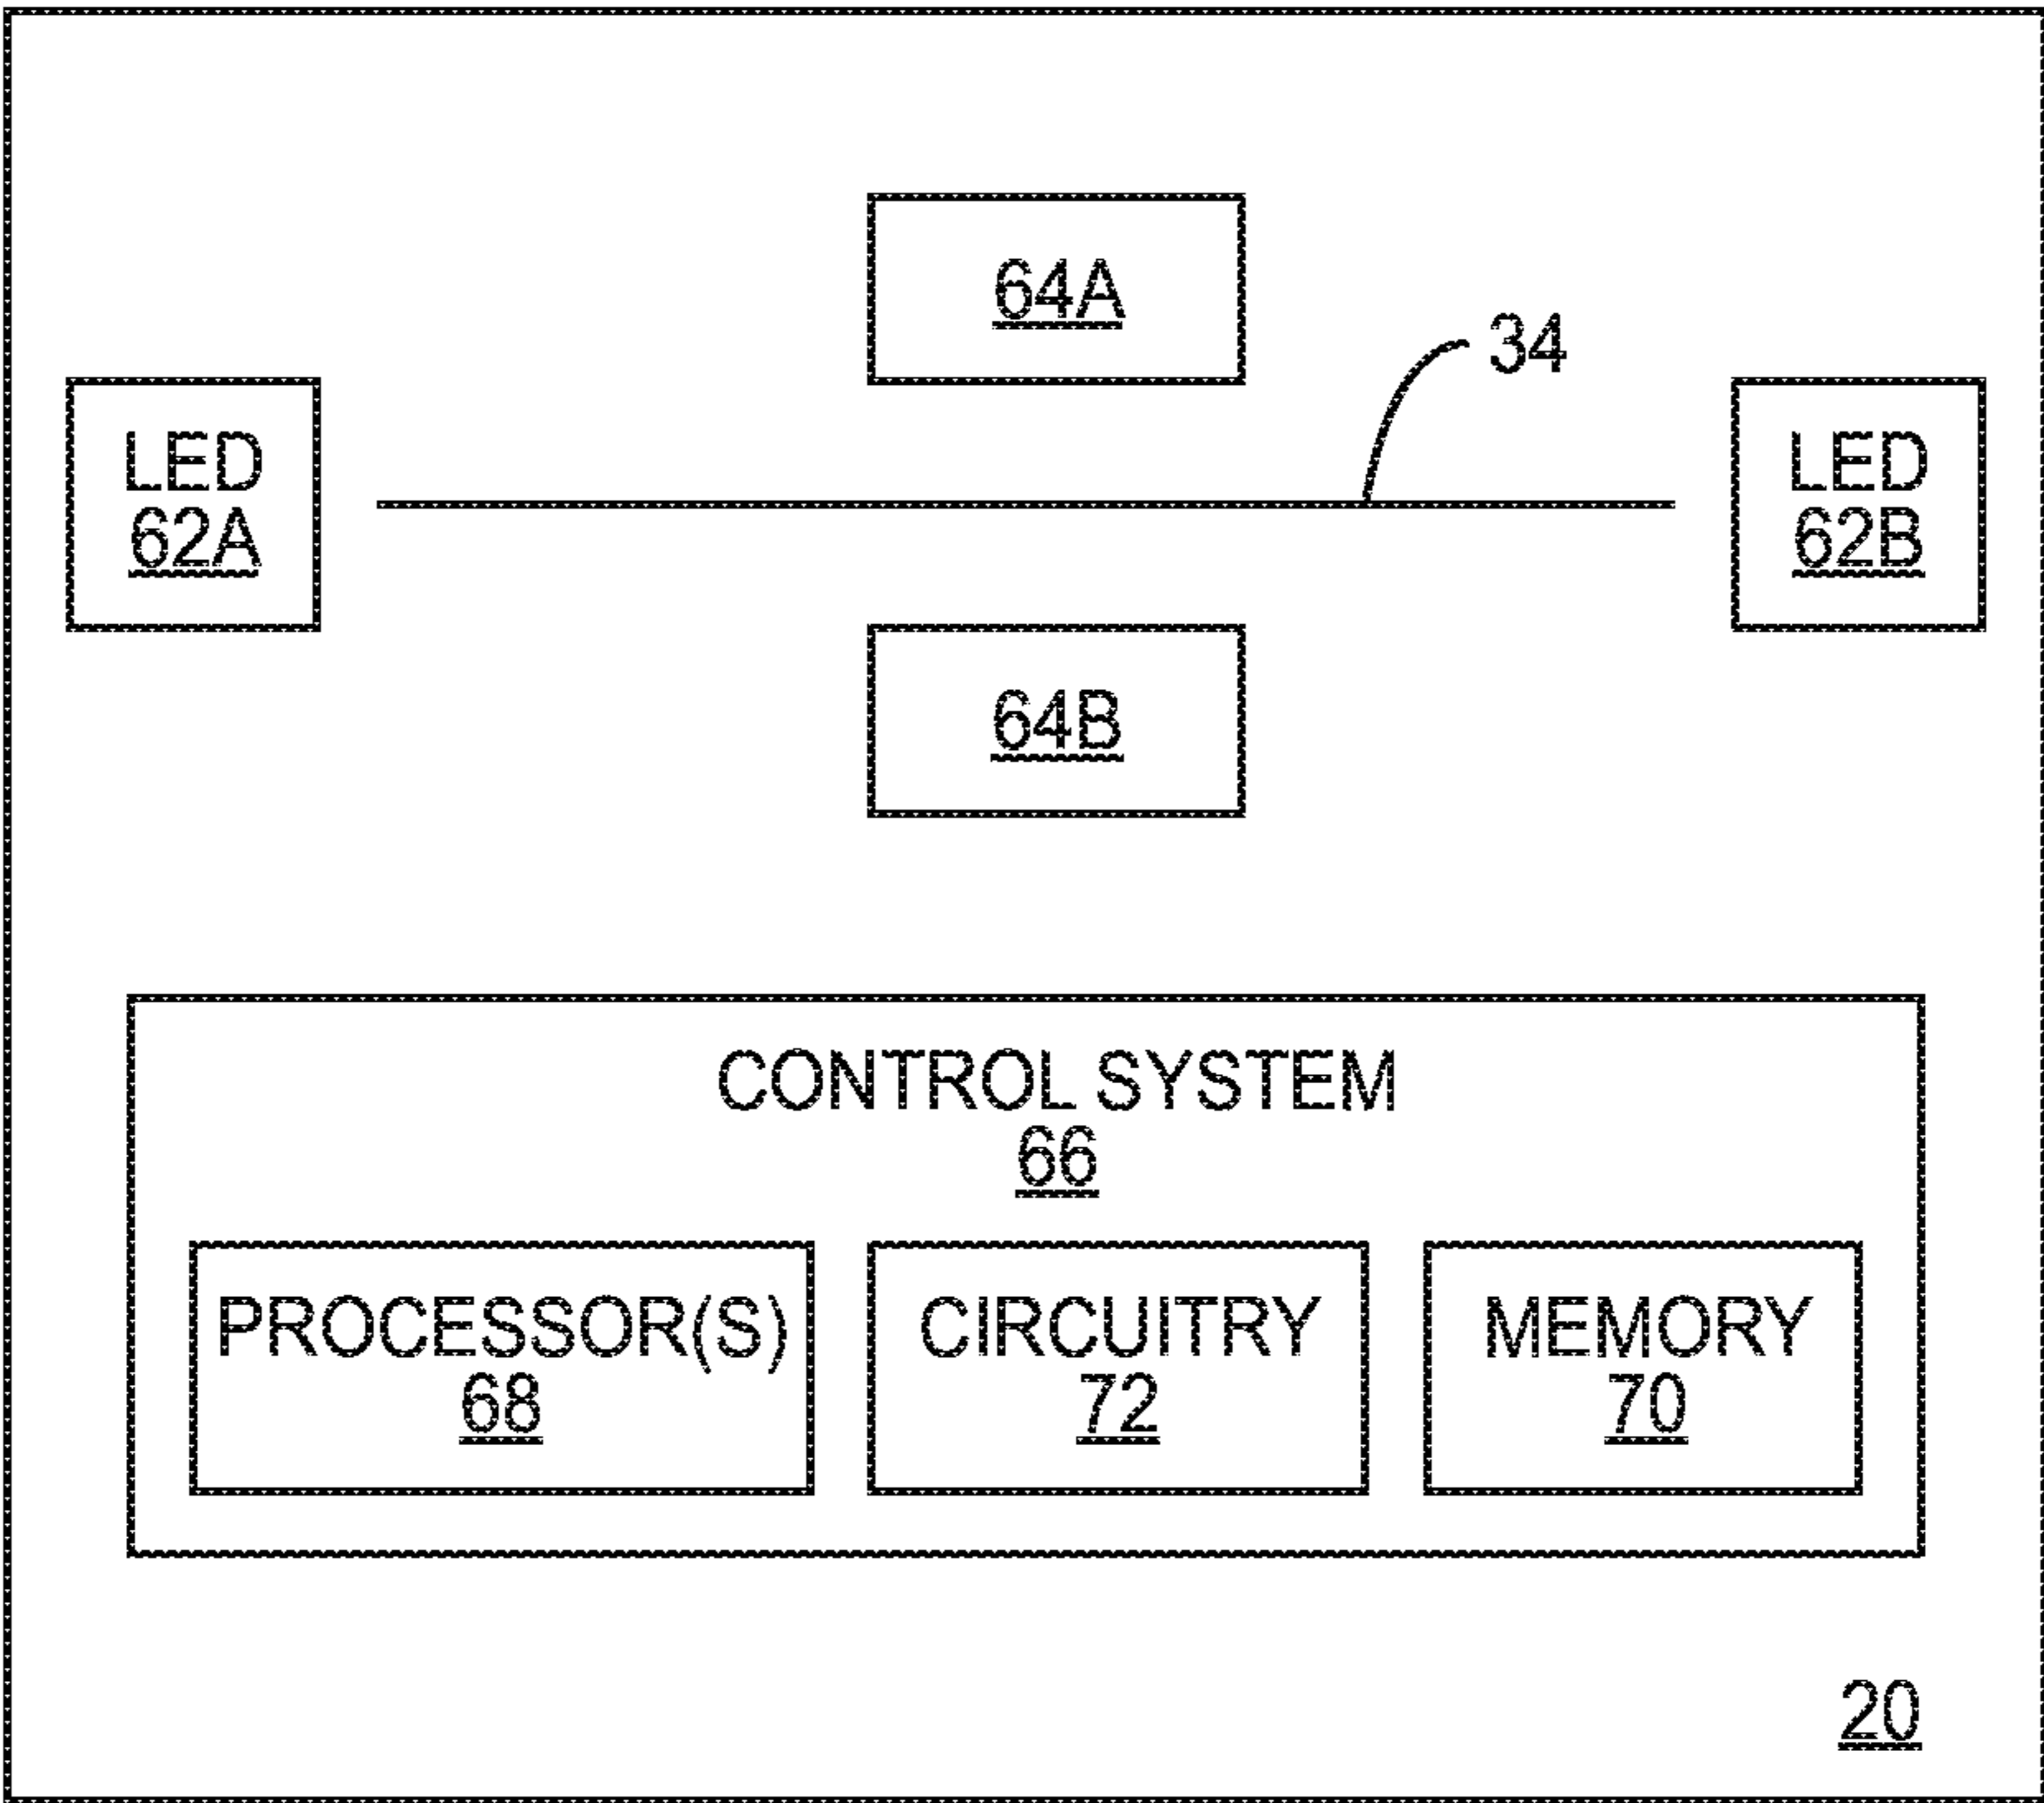 64A
34
LED
62A
LED
62B
64B
CONTROL SYSTEM
66
PROCESSOR(S)
68
CIRCUITRY
72
MEMORY
70
20